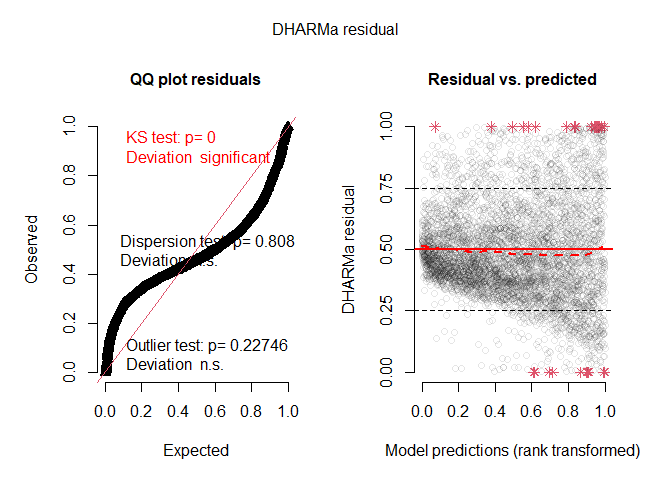 DHARMa residual
QQ plot residuals
KS test: p= 0
Deviation significant
Dispersion test: p= 0.808
Deviation n.s.
Outlier test: p= 0.22746
Deviation n.s.
Observed
0.0 0.2 0.4 0.6 0.8 1.0
0.0 0.2 0.4 0.6 0.8 1.0
Expected
Residual vs. predicted
DHARMa residual
0.00 0.25 0.50 0.75 1.00
0.0 0.2 0.4 0.6 0.8 1.0
Model predictions (rank transformed)